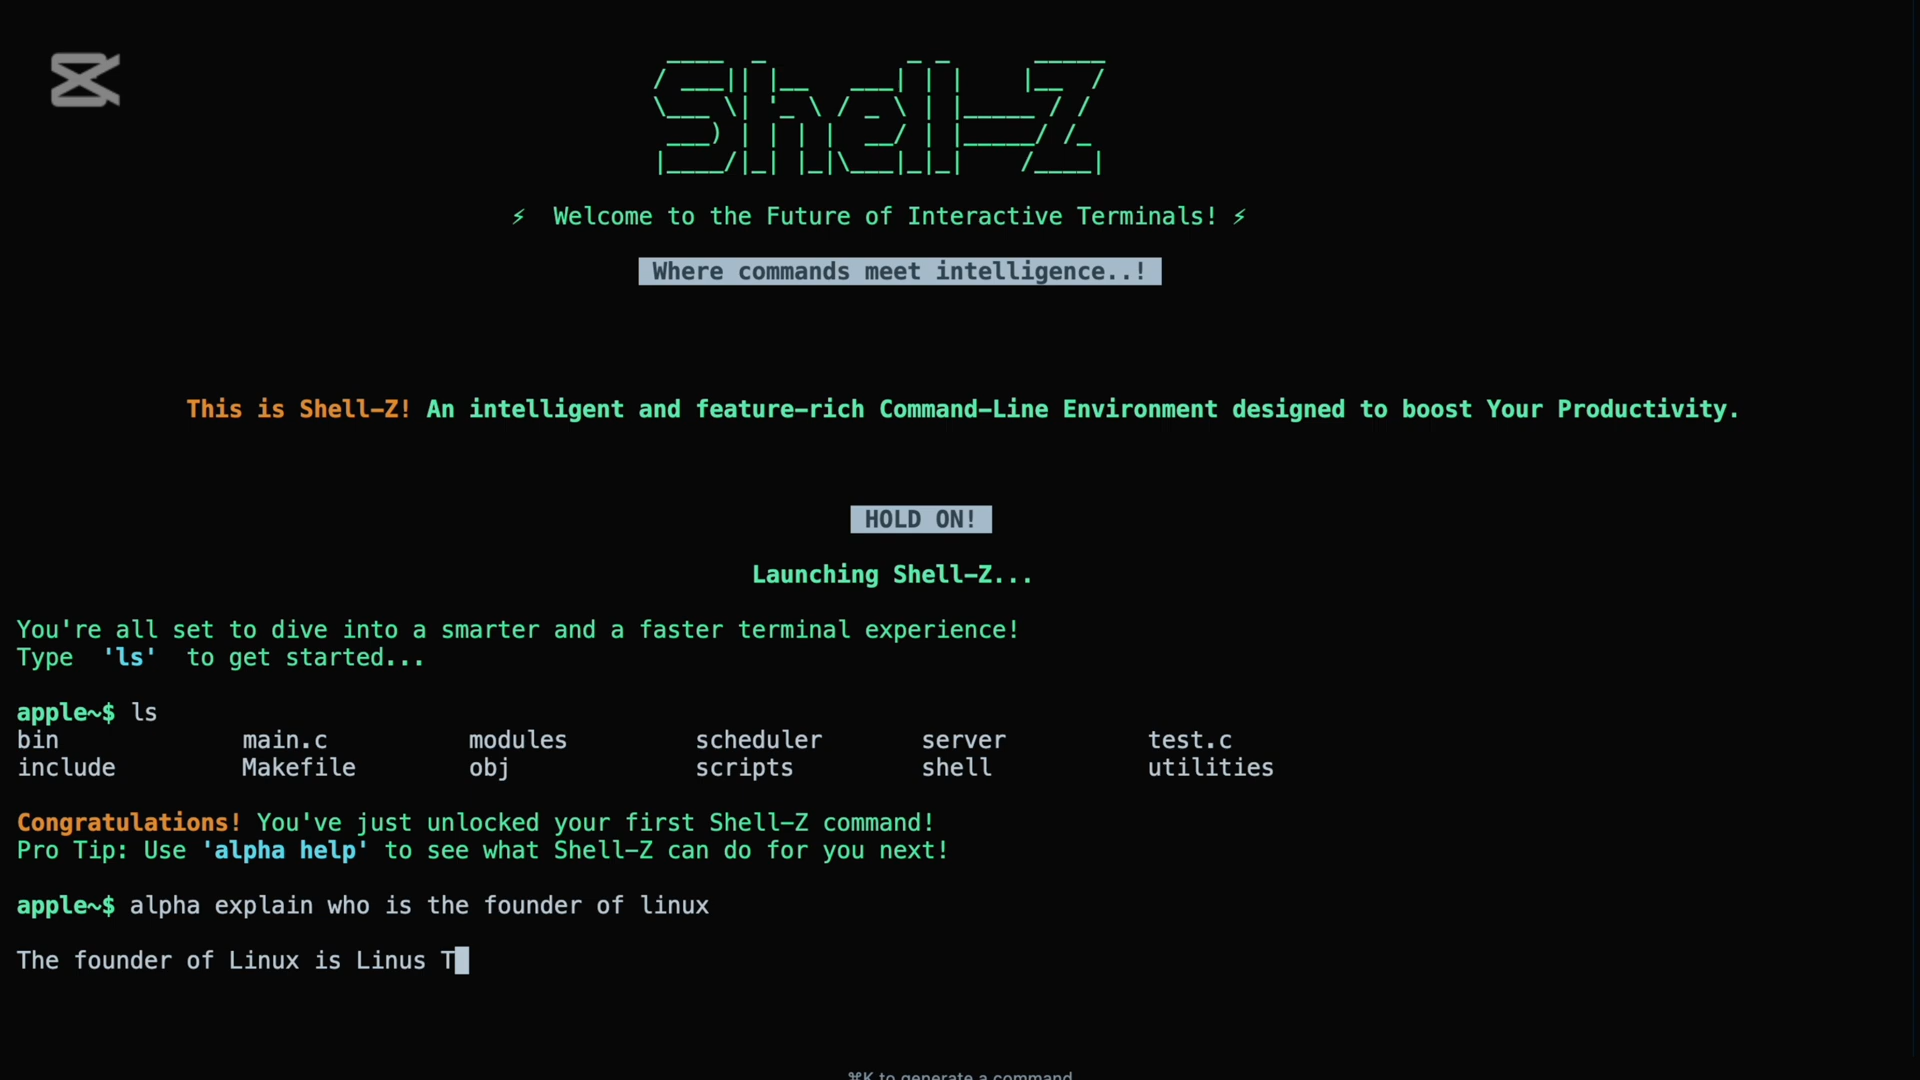 Shell-Z
⚡ Welcome to the Future of Interactive Terminals! ⚡
Where commands meet intelligence..!
This is Shell-Z! An intelligent and feature-rich Command-Line Environment designed to boost Your Productivity.
HOLD ON!
Launching Shell-Z...
You're all set to dive into a smarter and a faster terminal experience!
Type 'ls' to get started...
apple~$ ls
bin main.c modules scheduler server test.c
include Makefile obj scripts shell utilities
Congratulations! You've just unlocked your first Shell-Z command!
Pro Tip: Use 'alpha help' to see what Shell-Z can do for you next!
apple~$ alpha explain who is the founder of linux
The founder of Linux is Linus T
⌘K to generate a command